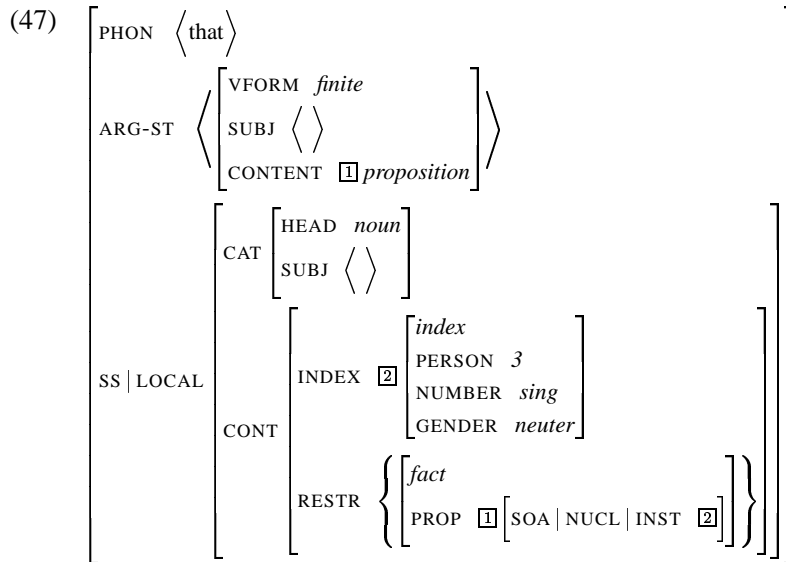 (47)
PHON ⟨that⟩
VFORM finite
ARG-ST ⟨ SUBJ ⟨ ⟩ ⟩
CONTENT [1] proposition
HEAD noun
CAT
SUBJ ⟨ ⟩
index
PERSON 3
INDEX [2]
NUMBER sing
SS | LOCAL
GENDER neuter
CONT
fact
RESTR
PROP [1] [SOA | NUCL | INST [2]]